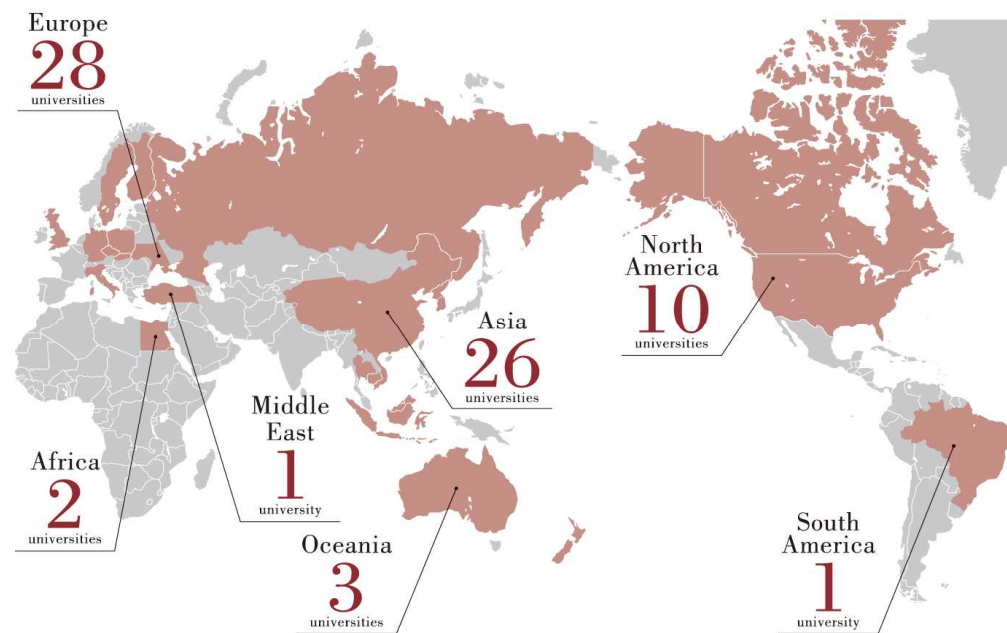 Europe
28
universities
North
America
10
universities
Asia
26
universities
Middle
East
1
university
Africa
2
universities
Oceania
3
universities
South
America
1
university